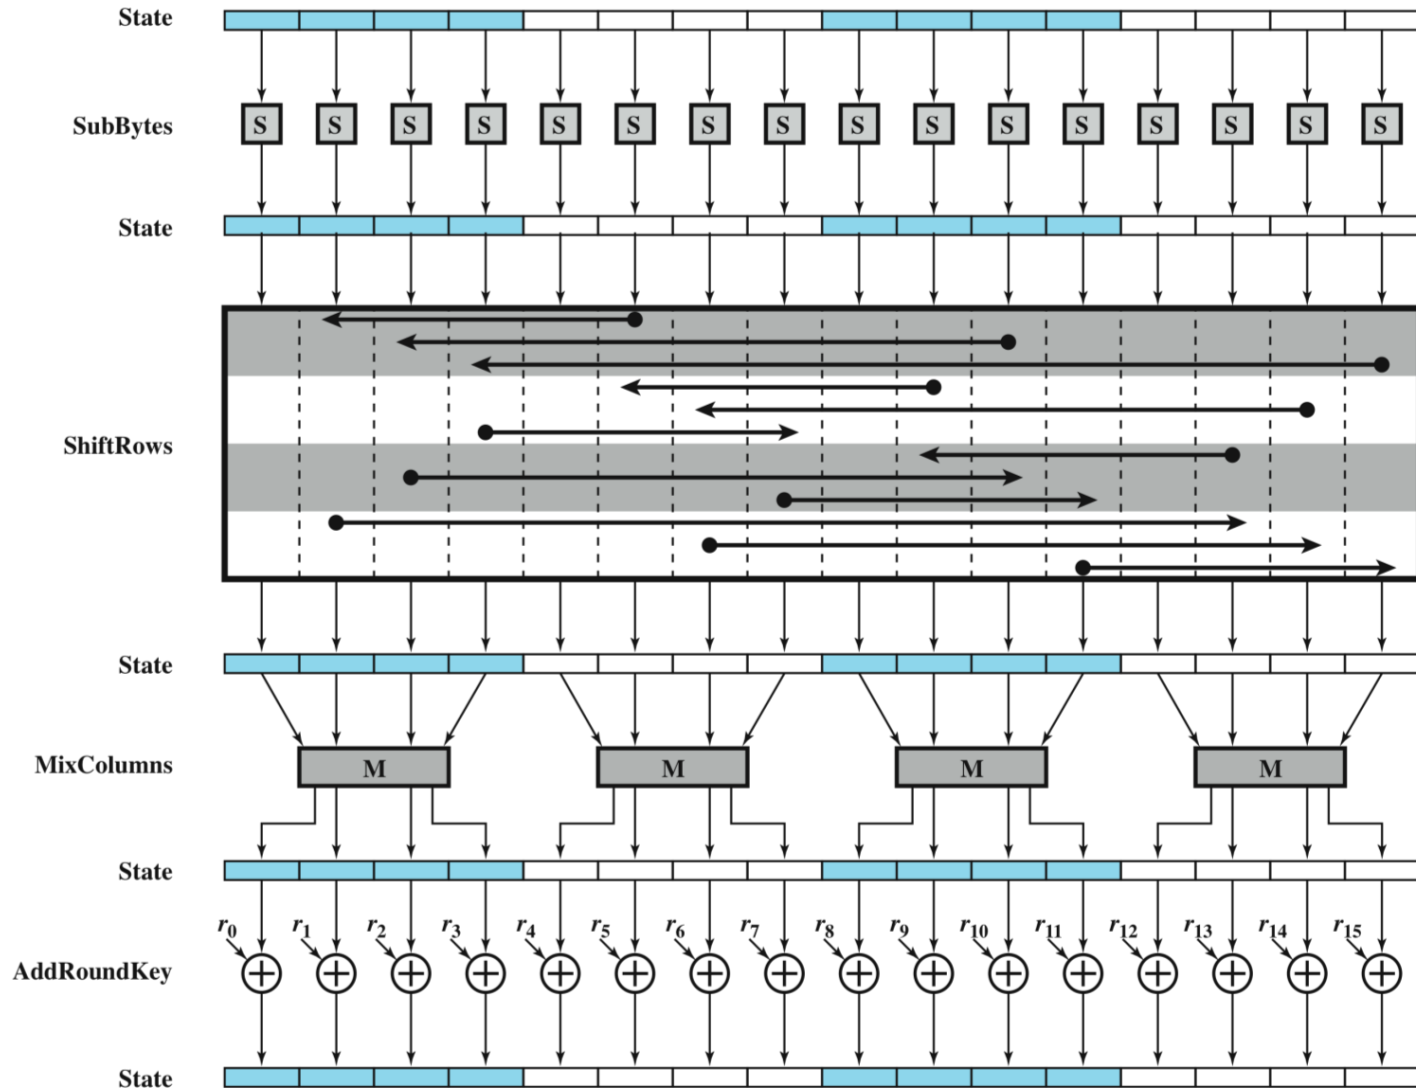 State
SubBytes S S S S S S S S S S S S S S S S
State
ShiftRows
State
MixColumns M M M M
State
r0 r1 r2 r3 r4 r5 r6 r7 r8 r9 r10 r11 r12 r13 r14 r15
AddRoundKey
State